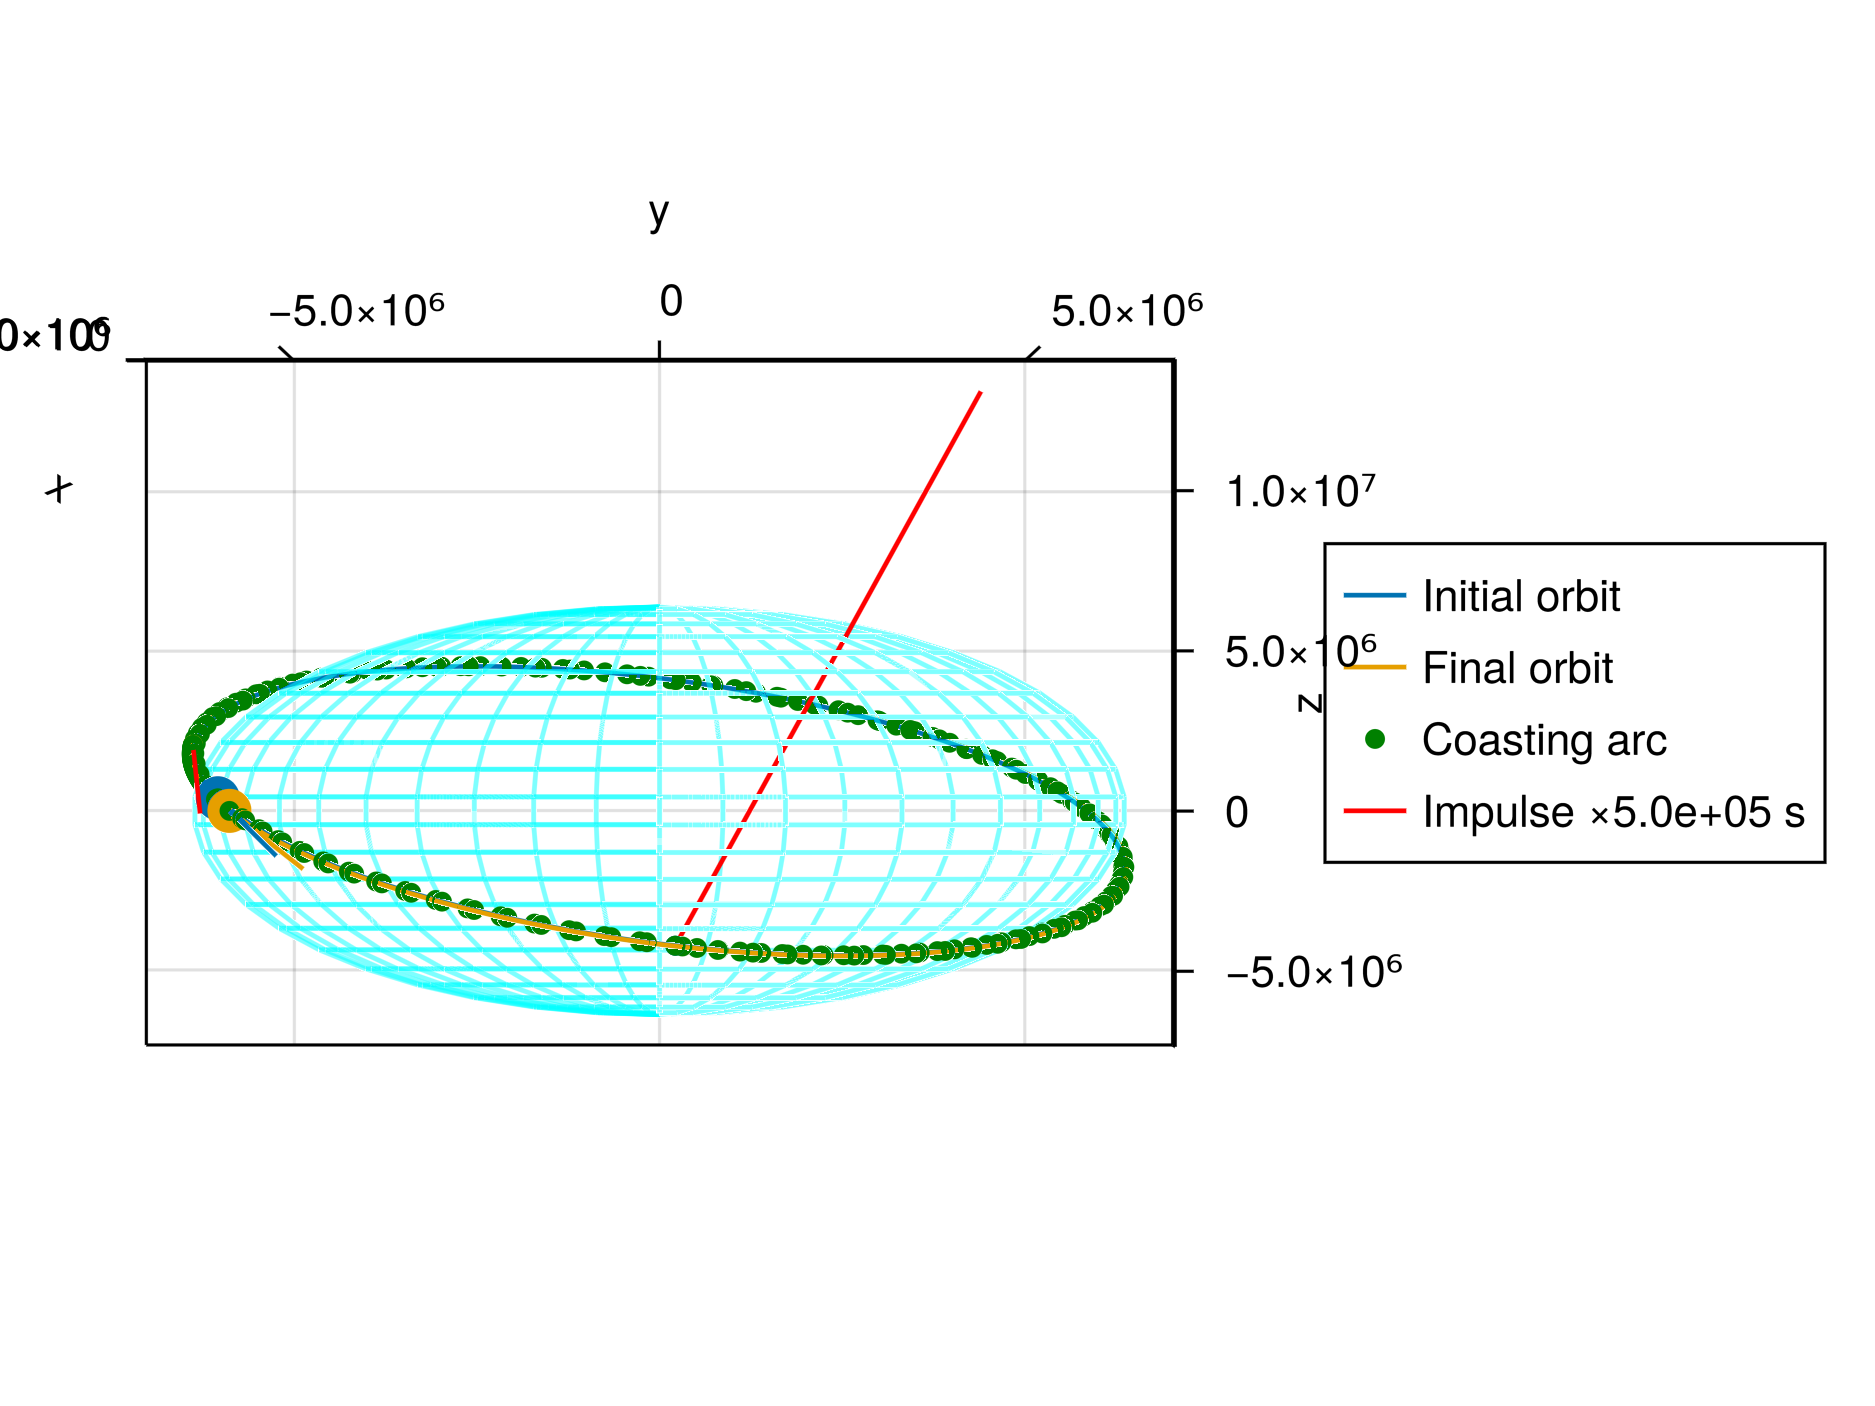 y
−5.0×10⁶
0
5.0×10⁶
x
1.0×10⁷
5.0×10⁶
0
−5.0×10⁶
z
Initial orbit
Final orbit
Coasting arc
Impulse ×5.0e+05 s